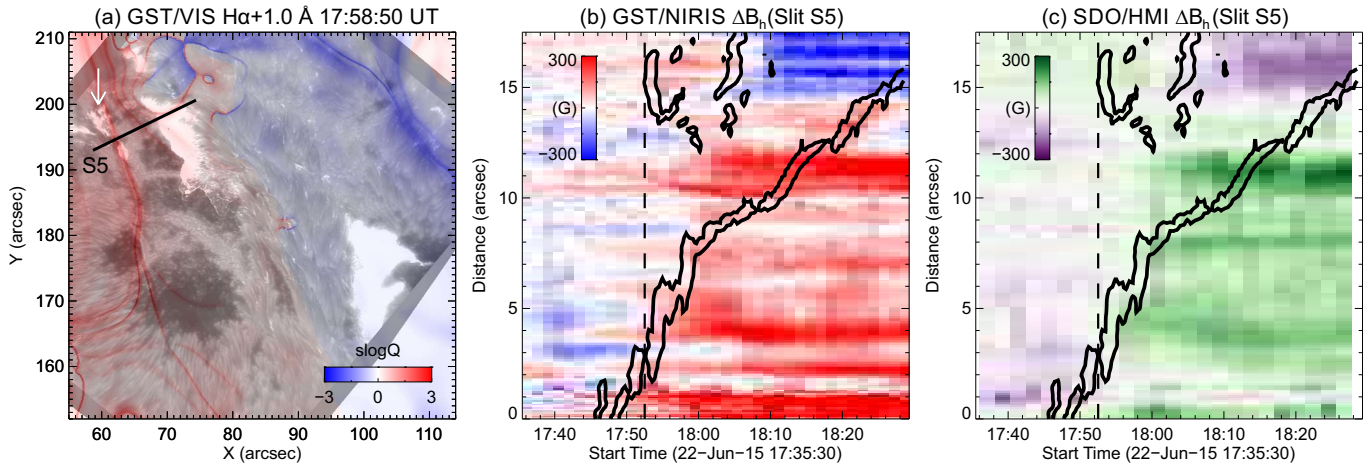 (a) GST/VIS Hα+1.0 Å 17:58:50 UT
(b) GST/NIRIS ΔBh(Slit S5)
(c) SDO/HMI ΔBh(Slit S5)
210
200
190
180
170
160
Y (arcsec)
S5
slogQ
−3 0 3
60 70 80 90 100 110
X (arcsec)
15
10
5
0
Distance (arcsec)
300
(G)
−300
17:40 17:50 18:00 18:10 18:20
Start Time (22−Jun−15 17:35:30)
15
10
5
0
Distance (arcsec)
300
(G)
−300
17:40 17:50 18:00 18:10 18:20
Start Time (22−Jun−15 17:35:30)